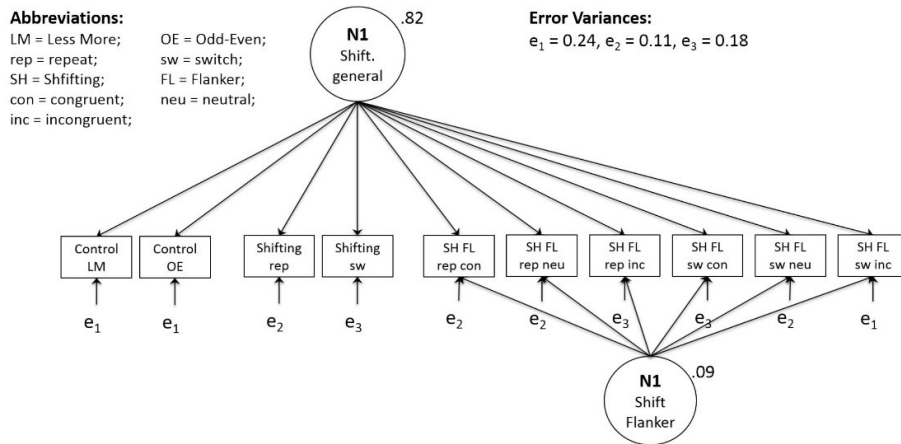 Abbreviations:
LM = Less More;
rep = repeat;
SH = Shfifting;
con = congruent;
inc = incongruent;
OE = Odd-Even;
sw = switch;
FL = Flanker;
neu = neutral;
N1
Shift.
general
.82
Error Variances:
e1 = 0.24, e2 = 0.11, e3 = 0.18
Control
LM
Control
OE
Shifting
rep
Shifting
sw
SH FL
rep con
SH FL
rep neu
SH FL
rep inc
SH FL
sw con
SH FL
sw neu
SH FL
sw inc
e1 e1 e2 e3 e2 e2 e3 e3 e2 e1
N1
Shift
Flanker
.09